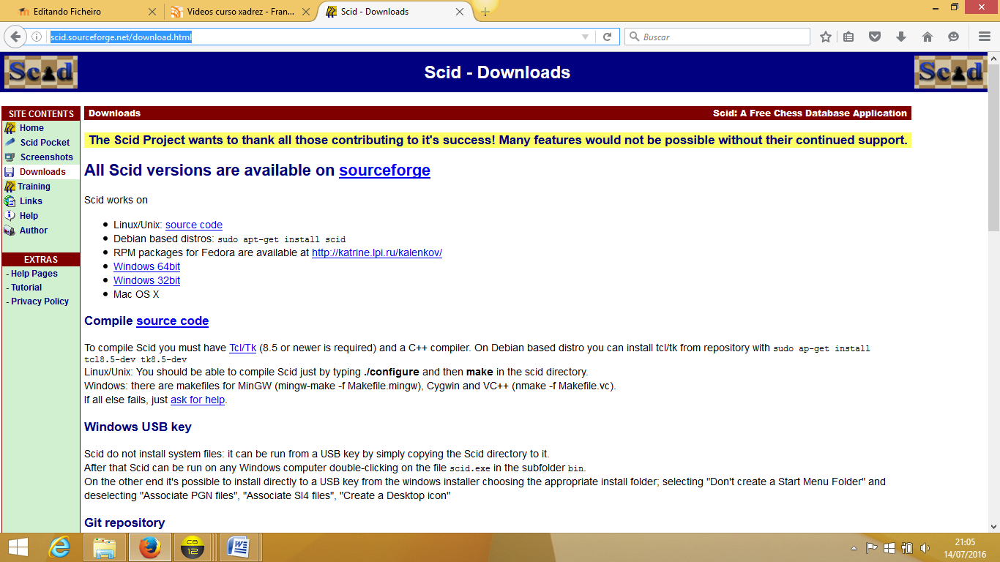 Editando Ficheiro
Videos curso xadrez - Fran...
Scid - Downloads
scid.sourceforge.net/download.html
Buscar
Scid
Scid - Downloads
Scid
SITE CONTENTS
Home
Scid Pocket
Screenshots
Downloads
Training
Links
Help
Author
EXTRAS
- Help Pages
- Tutorial
- Privacy Policy
Downloads
Scid: A Free Chess Database Application
The Scid Project wants to thank all those contributing to it's success! Many features would not be possible without their continued support.
All Scid versions are available on sourceforge
Scid works on
Linux/Unix: source code
Debian based distros: sudo apt-get install scid
RPM packages for Fedora are available at http://katrine.lpi.ru/kalenkov/
Windows 64bit
Windows 32bit
Mac OS X
Compile source code
To compile Scid you must have Tcl/Tk (8.5 or newer is required) and a C++ compiler. On Debian based distro you can install tcl/tk from repository with sudo ap-get install
tcl8.5-dev tk8.5-dev
Linux/Unix: You should be able to compile Scid just by typing ./configure and then make in the scid directory.
Windows: there are makefiles for MinGW (mingw-make -f Makefile.mingw), Cygwin and VC++ (nmake -f Makefile.vc).
If all else fails, just ask for help.
Windows USB key
Scid do not install system files: it can be run from a USB key by simply copying the Scid directory to it.
After that Scid can be run on any Windows computer double-clicking on the file scid.exe in the subfolder bin.
On the other end it's possible to install directly to a USB key from the windows installer choosing the appropriate install folder; selecting "Don't create a Start Menu Folder" and
deselecting "Associate PGN files", "Associate SI4 files", "Create a Desktop icon"
Git repository
CB
12
21:05
14/07/2016